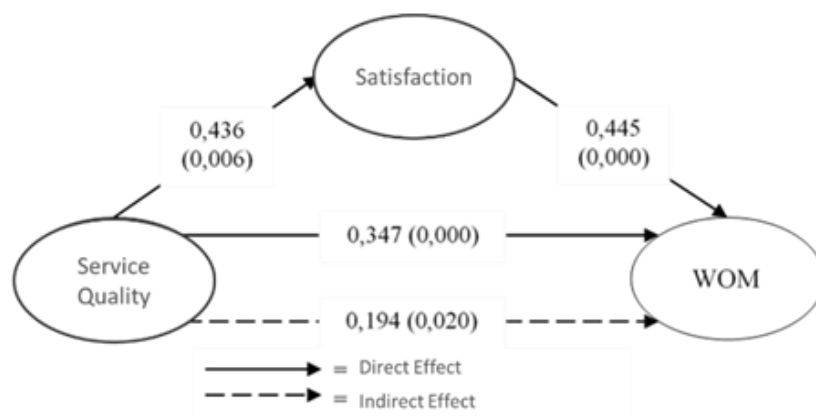 Satisfaction
0,436
(0,006)
0,445
(0,000)
0,347 (0,000)
Service
Quality
WOM
0,194 (0,020)
= Direct Effect
= Indirect Effect